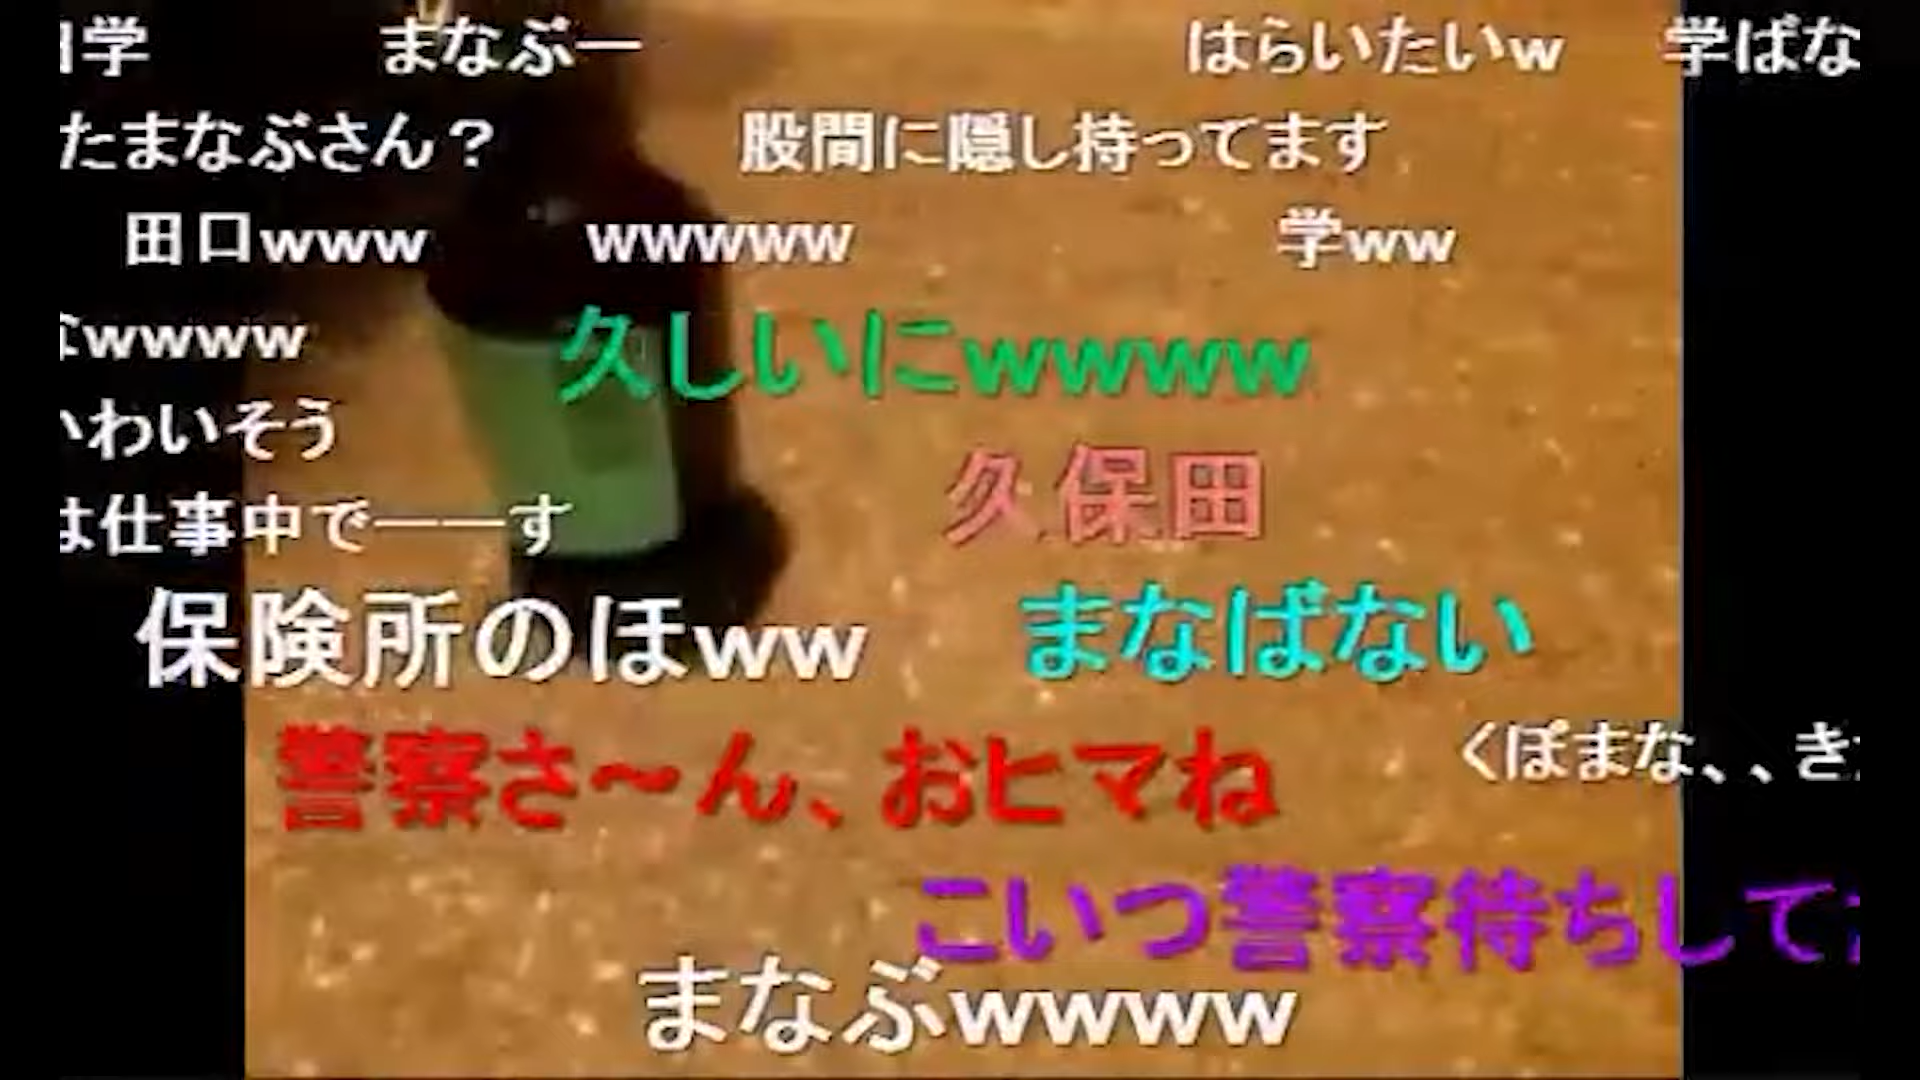 学 まなぶー はらいたいw 学ばな
たまなぶさん？ 股間に隠し持ってます
田口www wwwww 学ww
wwww 久しいにwwww
わいそう
久保田
は仕事中でーーす
保険所のほww まなばない
警察さ～ん、おヒマね くぽまな、、き
こいつ警察待ちして
まなぶwwww